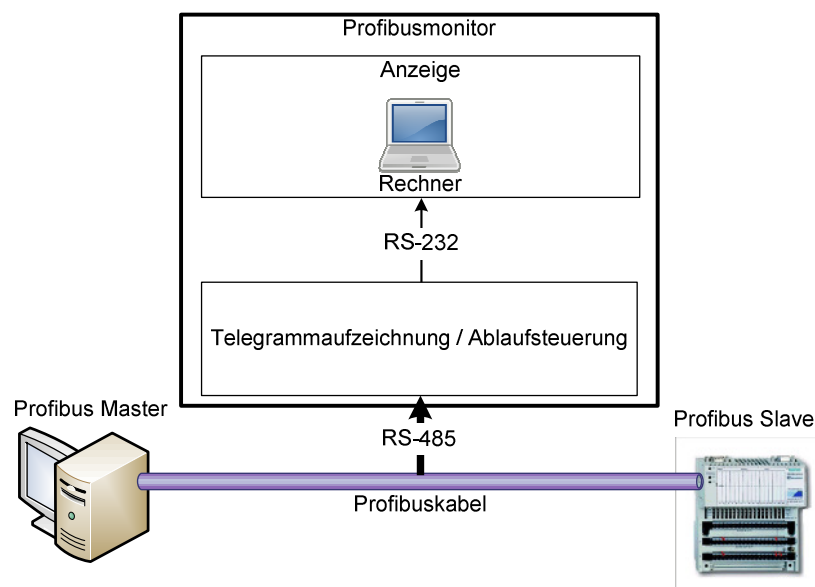 Profibusmonitor
Anzeige
Rechner
RS-232
Telegrammaufzeichnung / Ablaufsteuerung
Profibus Master
Profibus Slave
RS-485
Profibuskabel